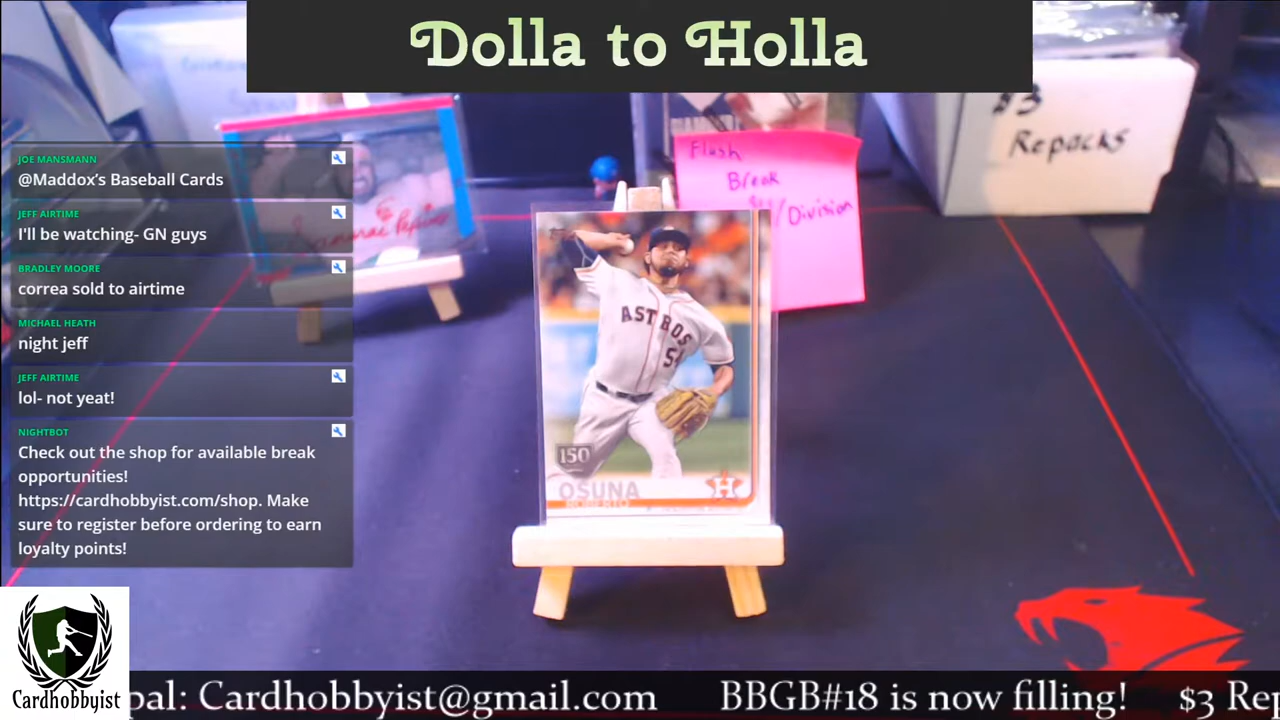 Dolla to Holla
$3
Repacks
Flash
Break
/Division
JOE MANSMANN
@Maddox's Baseball Cards
JEFF AIRTIME
I'll be watching- GN guys
BRADLEY MOORE
correa sold to airtime
MICHAEL HEATH
night jeff
JEFF AIRTIME
lol- not yeat!
NIGHTBOT
Check out the shop for available break
opportunities!
https://cardhobbyist.com/shop. Make
sure to register before ordering to earn
loyalty points!
ASTROS
150
OSUNA
ROBERTO
H
Cardhobbyist
pal: Cardhobbyist@gmail.com BBGB#18 is now filling! $3 Rep